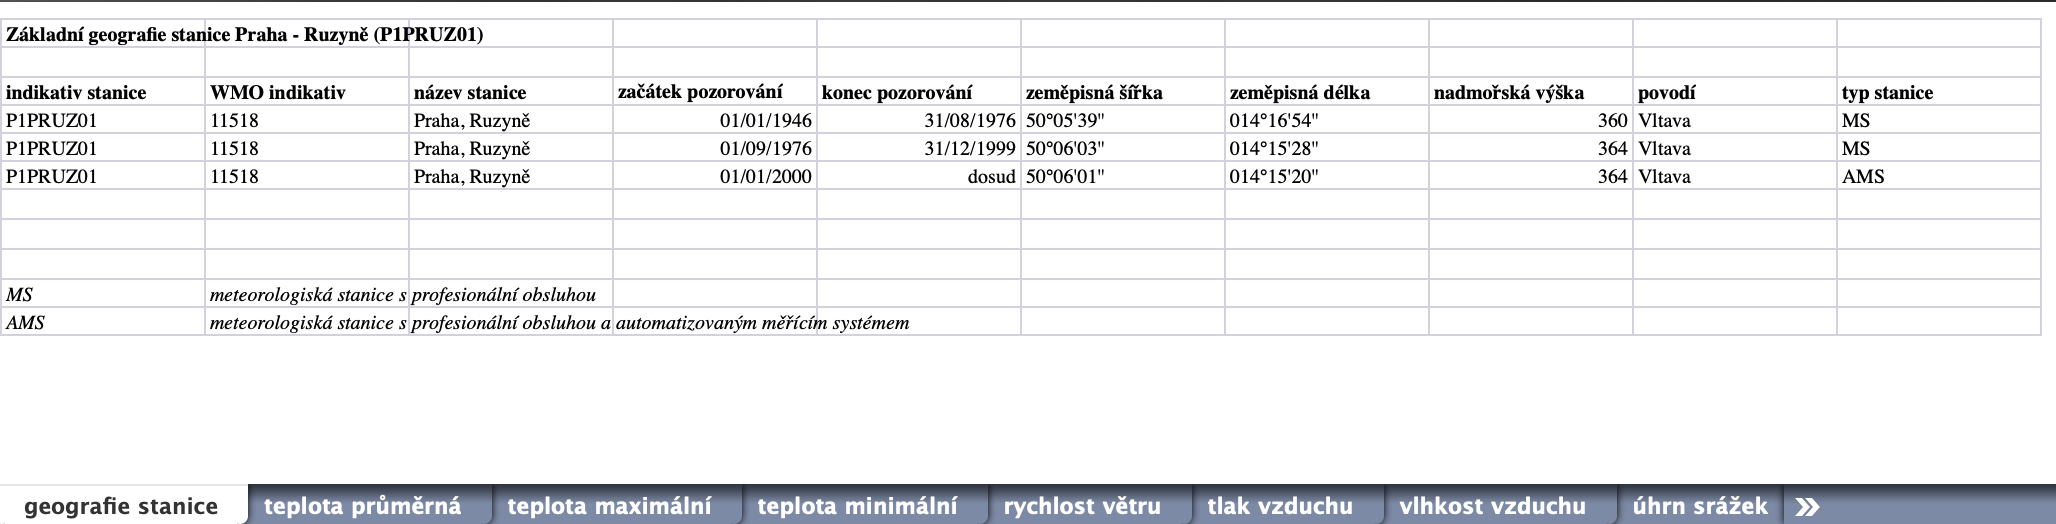 Základní geografie stanice Praha - Ruzyně (P1PRUZ01)
indikativ stanice WMO indikativ název stanice začátek pozorování konec pozorování zeměpisná šířka zeměpisná délka nadmořská výška povodí typ stanice
P1PRUZ01 11518 Praha, Ruzyně 01/01/1946 31/08/1976 50°05'39" 014°16'54" 360 Vltava MS
P1PRUZ01 11518 Praha, Ruzyně 01/09/1976 31/12/1999 50°06'03" 014°15'28" 364 Vltava MS
P1PRUZ01 11518 Praha, Ruzyně 01/01/2000 dosud 50°06'01" 014°15'20" 364 Vltava AMS
MS meteorologiská stanice s profesionální obsluhou
AMS meteorologiská stanice s profesionální obsluhou a automatizovaným měřícím systémem
geografie stanice teplota průměrná teplota maximální teplota minimální rychlost větru tlak vzduchu vlhkost vzduchu úhrn srážek »